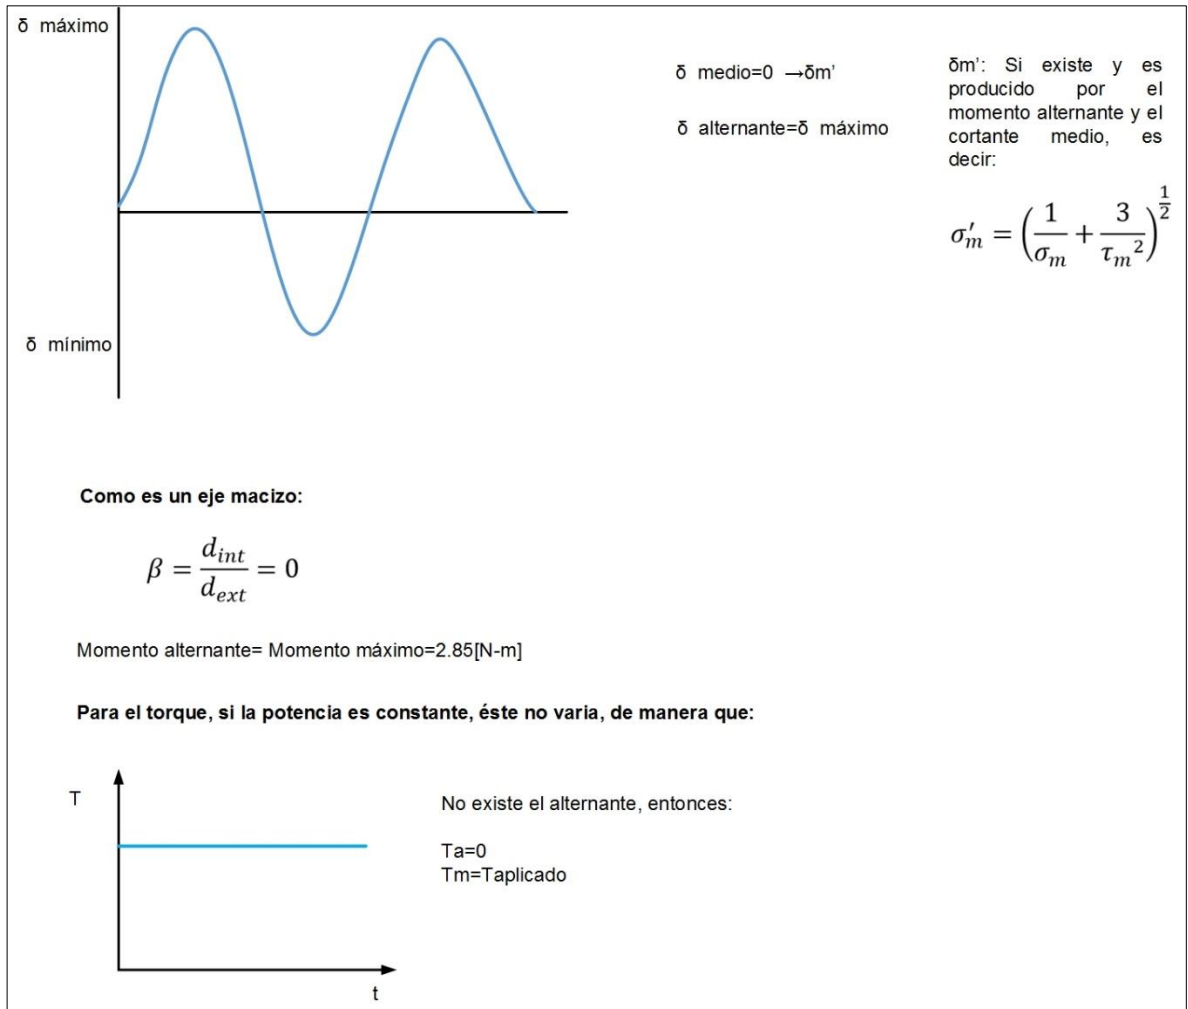 δ máximo
δ medio=0 →δm'
δ alternante=δ máximo
δm': Si existe y es
producido por el
momento alternante y el
cortante medio, es
decir:
σ′ₘ = (1/σₘ + 3/τₘ²)^(1/2)
δ mínimo
Como es un eje macizo:
β = d_int/d_ext = 0
Momento alternante= Momento máximo=2.85[N-m]
Para el torque, si la potencia es constante, éste no varia, de manera que:
T
No existe el alternante, entonces:
Ta=0
Tm=Taplicado
t